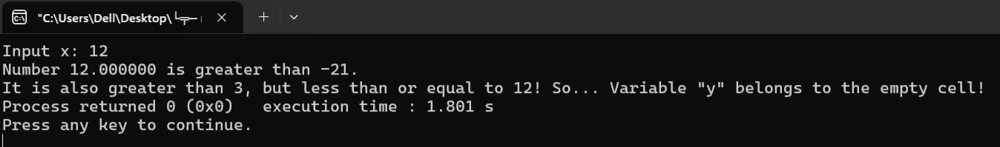 "C:\Users\Dell\Desktop\
Input x: 12
Number 12.000000 is greater than -21.
It is also greater than 3, but less than or equal to 12! So... Variable "y" belongs to the empty cell!
Process returned 0 (0x0)   execution time : 1.801 s
Press any key to continue.